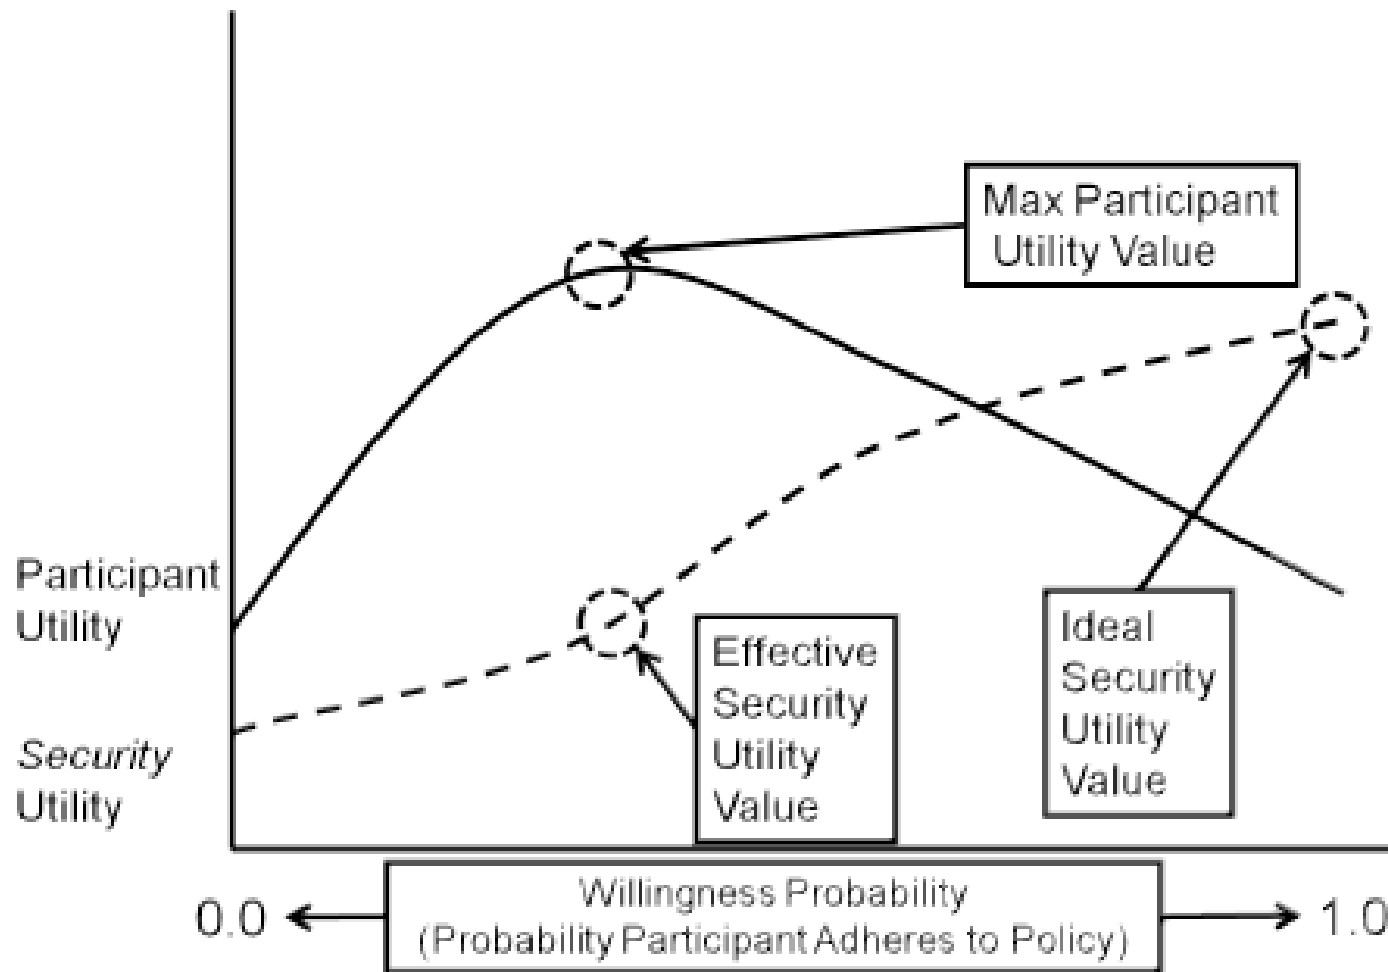 Max Participant
Utility Value
Participant
Utility
Security
Utility
Effective
Security
Utility
Value
Ideal
Security
Utility
Value
0.0
Willingness Probability
(Probability Participant Adheres to Policy)
1.0